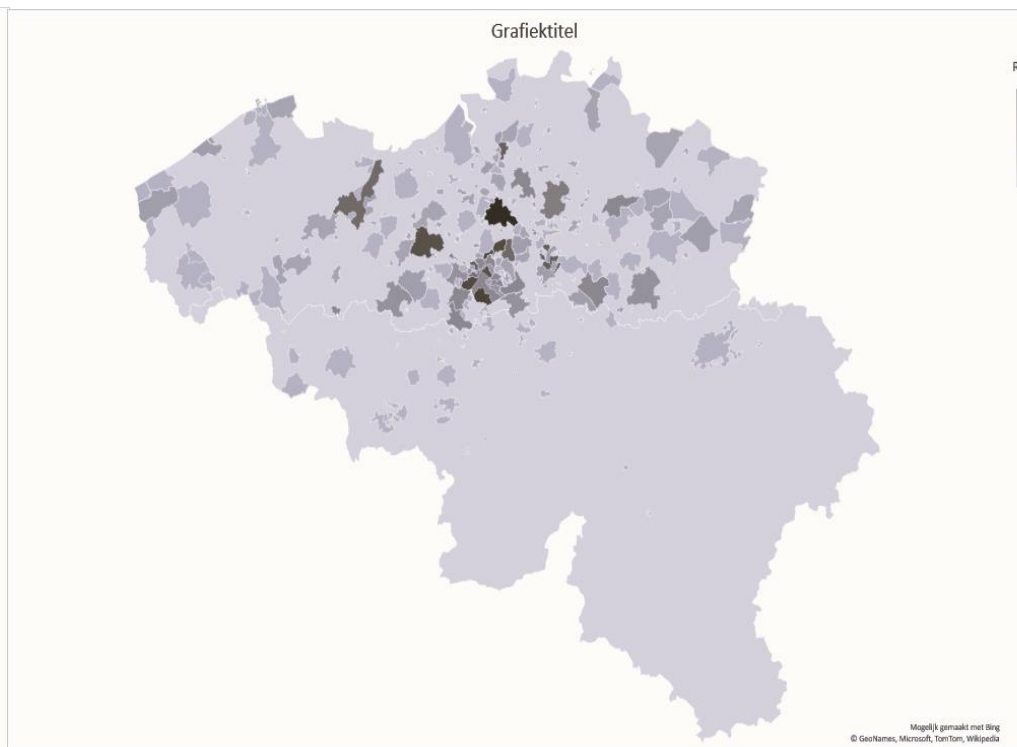 Grafiektitel
R
Mogelijk gemaakt met Bing
© GeoNames, Microsoft, TomTom, Wikipedia